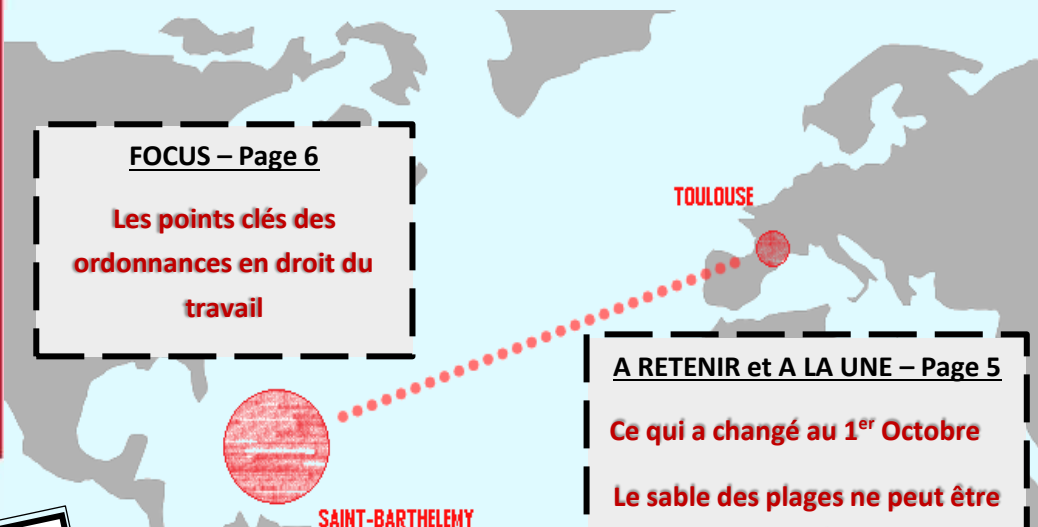 FOCUS – Page 6
Les points clés des
ordonnances en droit du
travail
TOULOUSE
A RETENIR et A LA UNE – Page 5
Ce qui a changé au 1er Octobre
Le sable des plages ne peut être
SAINT-BARTHELEMY